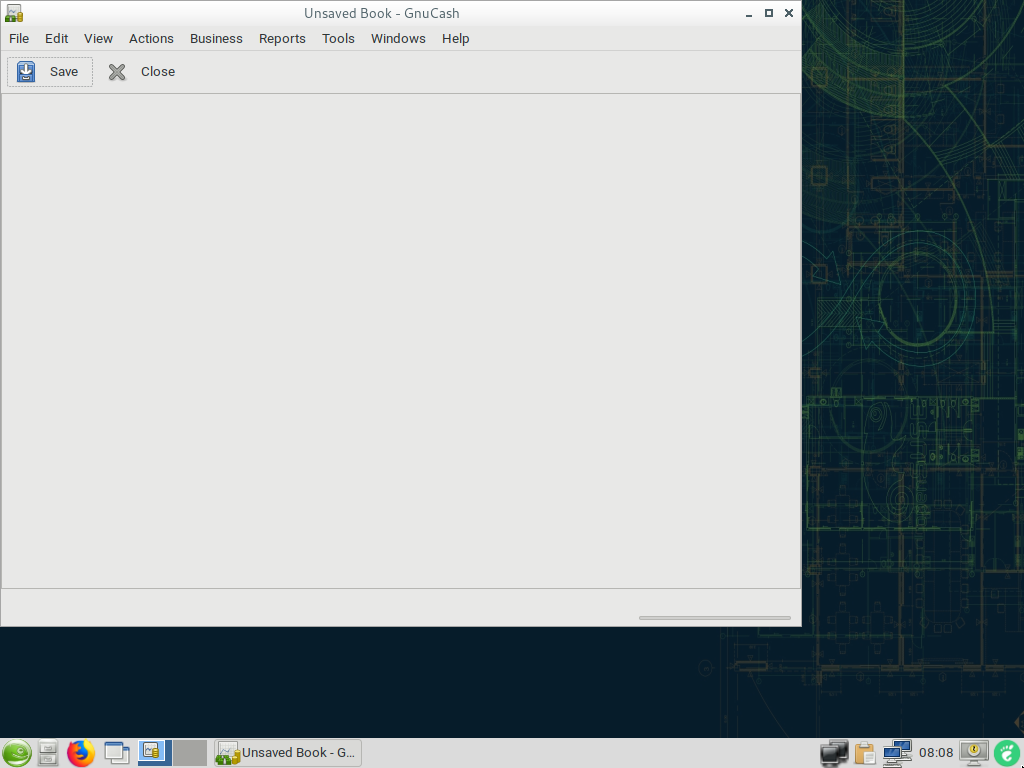 Unsaved Book - GnuCash
File Edit View Actions Business Reports Tools Windows Help
Save Close
Unsaved Book - G... 08:08